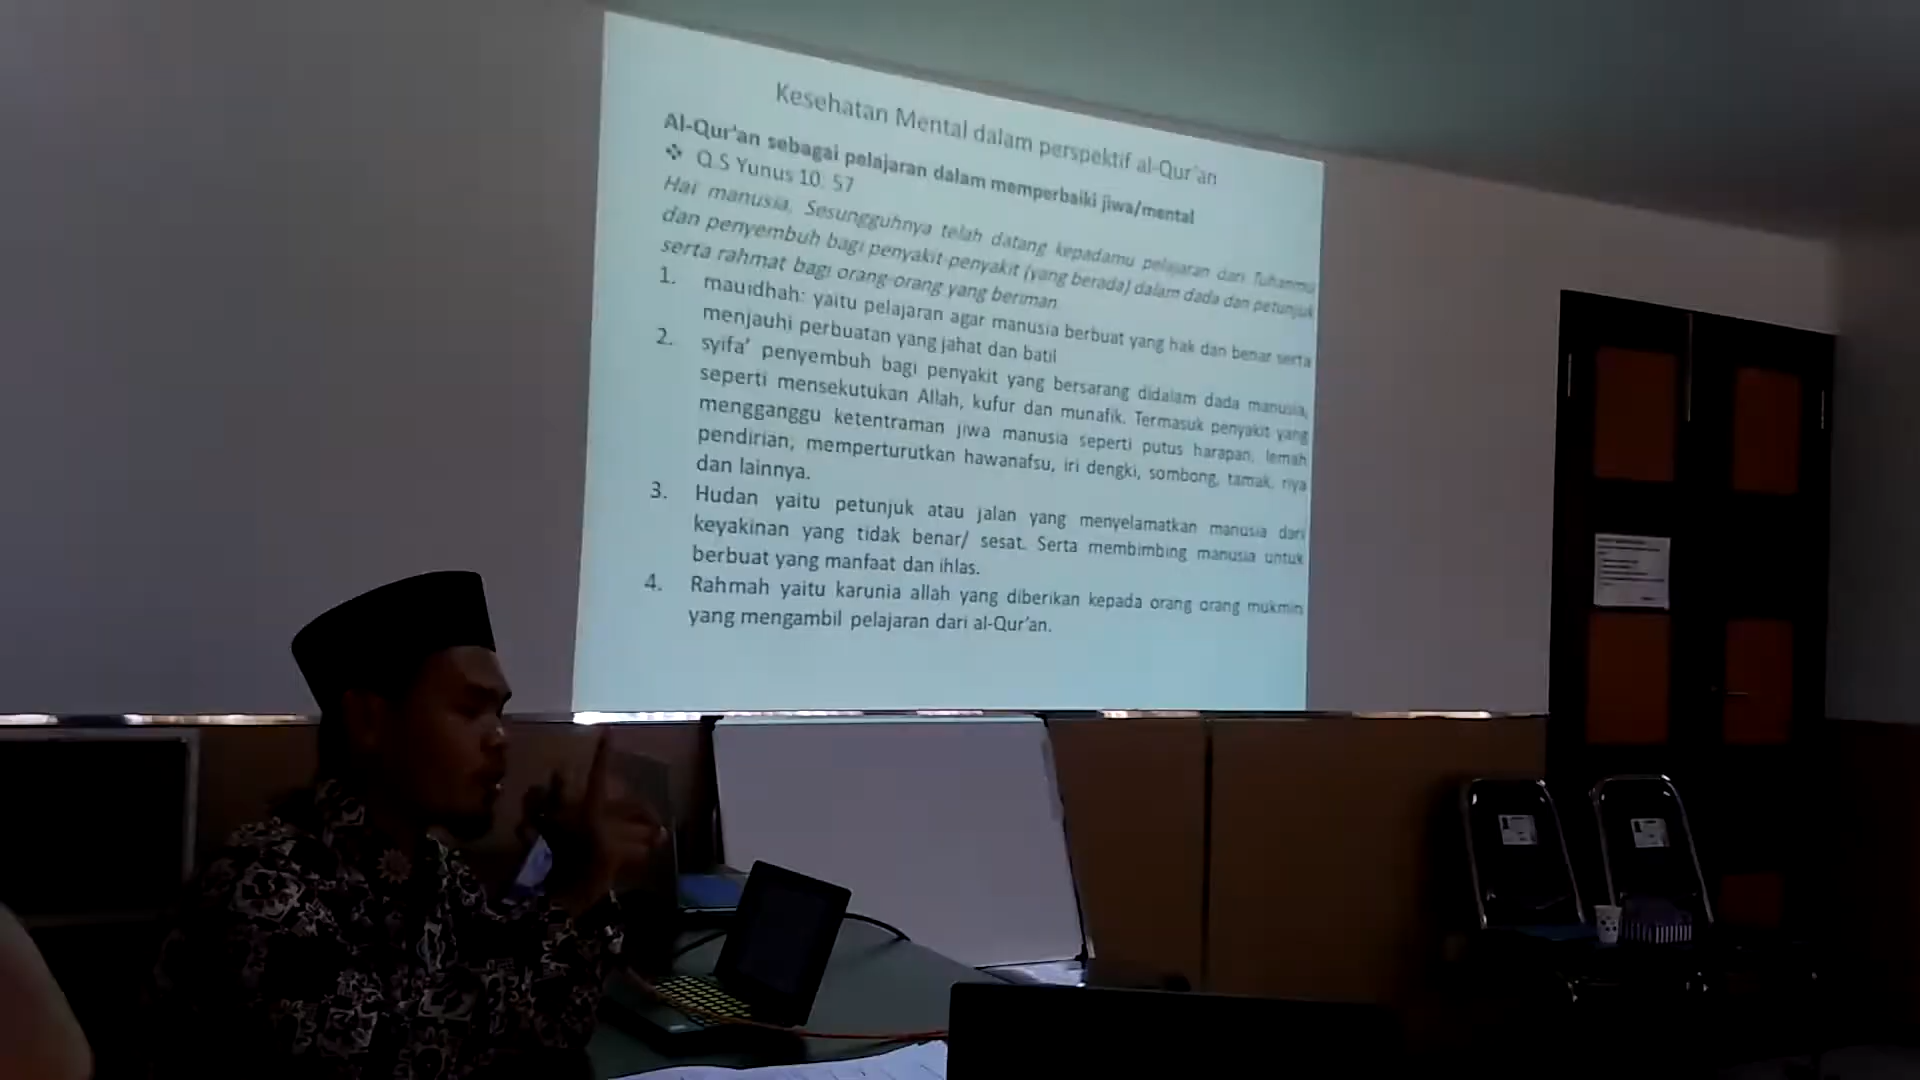 Kesehatan Mental dalam perspektif al-Qur'an
Al-Qur'an sebagai pelajaran dalam memperbaiki jiwa/mental
❖ Q.S Yunus 10: 57
Hai manusia, Sesungguhnya telah datang kepadamu pelajaran dari Tuhanmu
dan penyembuh bagi penyakit-penyakit (yang berada) dalam dada dan petunjuk
serta rahmat bagi orang-orang yang beriman
1. mauidhah: yaitu pelajaran agar manusia berbuat yang hak dan benar serta
menjauhi perbuatan yang jahat dan batil
2. syifa' penyembuh bagi penyakit yang bersarang didalam dada manusia,
seperti mensekutukan Allah, kufur dan munafik. Termasuk penyakit yang
mengganggu ketentraman jiwa manusia seperti putus harapan, lemah
pendirian, memperturutkan hawanafsu, iri dengki, sombong, tamak, riya
dan lainnya.
3. Hudan yaitu petunjuk atau jalan yang menyelamatkan manusia dari
keyakinan yang tidak benar/ sesat. Serta membimbing manusia untuk
berbuat yang manfaat dan ihlas.
4. Rahmah yaitu karunia allah yang diberikan kepada orang orang mukmin
yang mengambil pelajaran dari al-Qur'an.